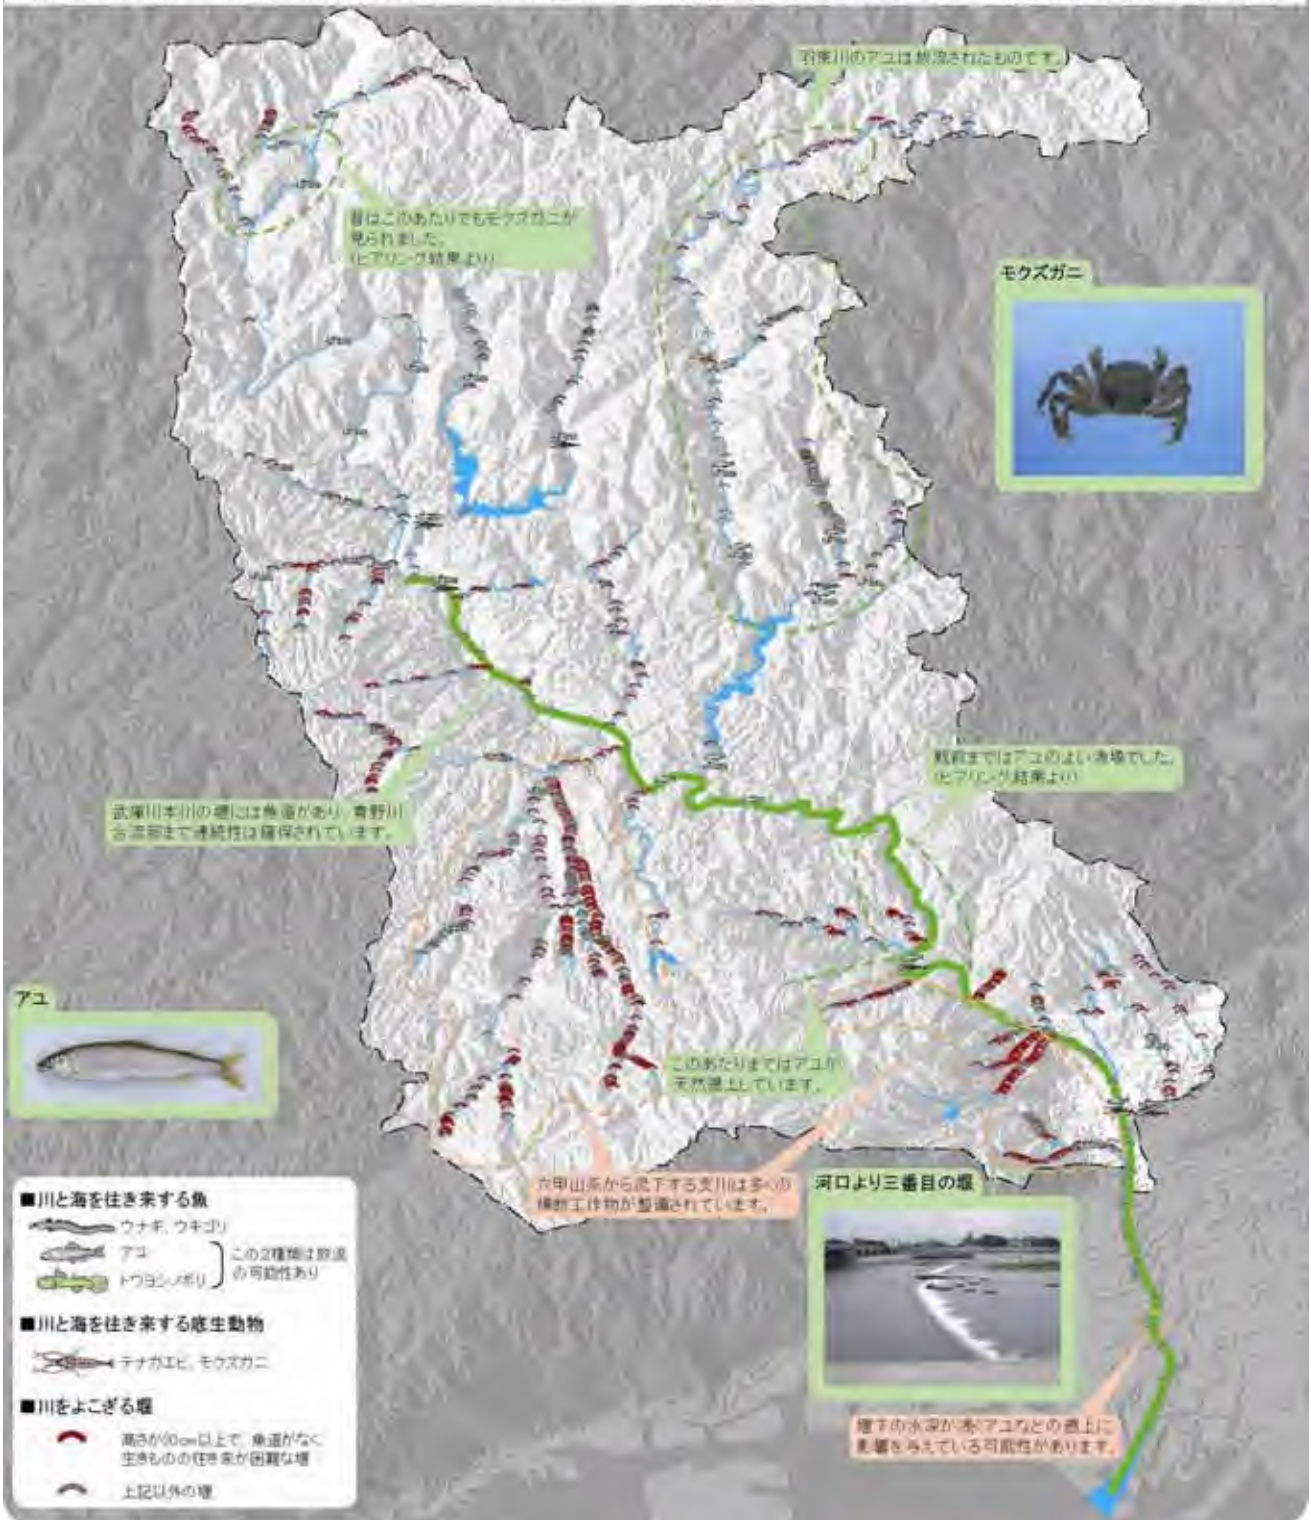 羽束川のアユは放流されたものです。
昔はこのあたりでもモクズガニが
見られました。
(ヒアリング結果より)
モクズガニ
戦前まではアユのよい漁場でした。
(ヒアリング結果より)
武庫川本川の堰には魚道があり、青野川
合流部まで連続性は確保されています。
アユ
このあたりまではアユが
天然遡上しています。
六甲山系から流下する支川は多くの
横断工作物が整備されています。
河口より三番目の堰
堰下の水深が浅くアユなどの遡上に
影響を与えている可能性があります。
■川と海を往き来する魚
ウナギ、ウキゴリ
アユ
トウヨシノボリ
この2種類は放流
の可能性あり
■川と海を往き来する底生動物
テナガエビ、モクズガニ
■川をよこぎる堰
魚道がなく
生きものの往き来が困難な堰
上記以外の堰